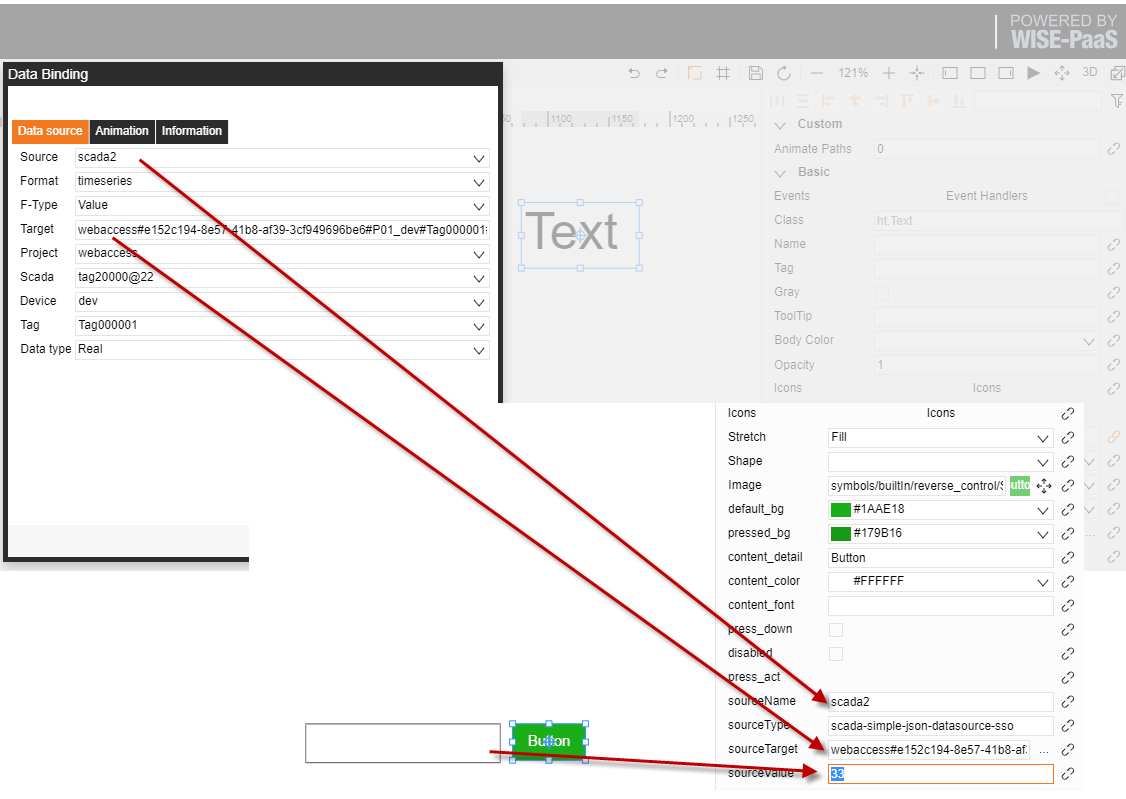 POWERED BY
WISE-PaaS
Data Binding
121%
3D
Data source Animation Information
Source scada2
Format timeseries
F-Type Value
Target webaccess#e152c194-8e57-41b8-af39-3cf949696be6#P01_dev#Tag000001#
Project webaccess
Scada tag20000@22
Device dev
Tag Tag000001
Data type Real
50 1100 1150 1200 1250
Text
Custom
Animate Paths 0
Basic
Events Event Handlers
Class ht.Text
Name
Tag
Gray
ToolTip
Body Color
Opacity 1
Icons Icons
Icons Icons
Stretch Fill
Shape
Image symbols/builtIn/reverse_control/S utto
default_bg #1AAE18
pressed_bg #179B16
content_detail Button
content_color #FFFFFF
content_font
press_down
disabled
press_act
sourceName scada2
sourceType scada-simple-json-datasource-sso
sourceTarget webaccess#e152c194-8e57-41b8-af: ...
sourceValue 33
Button